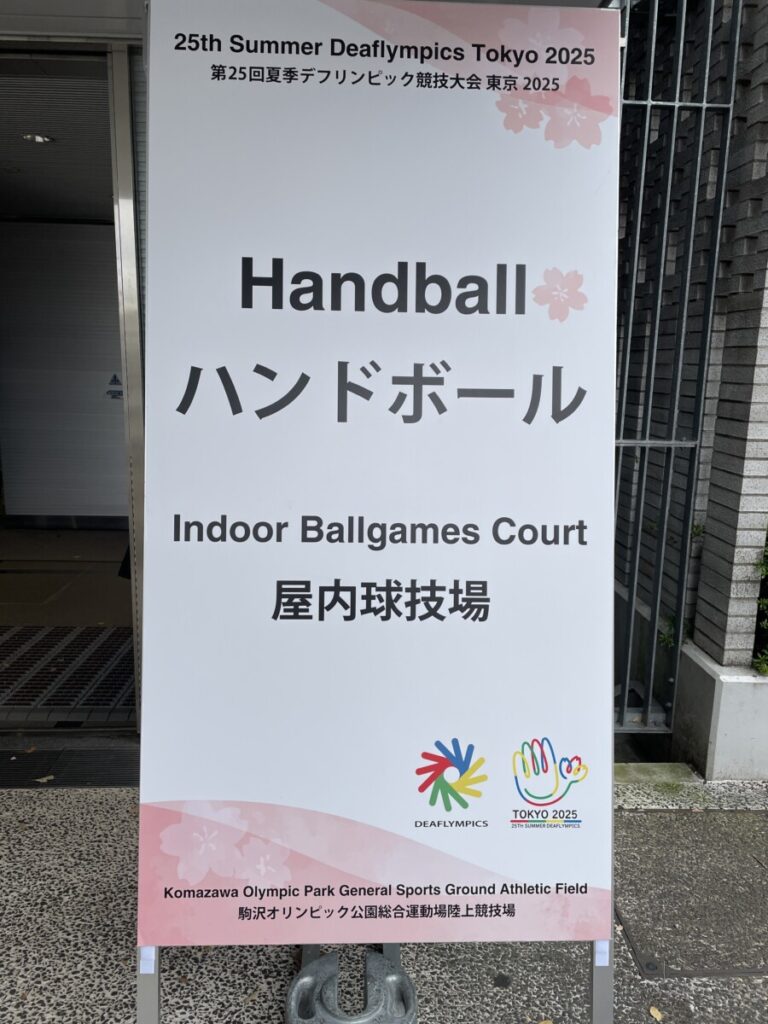 25th Summer Deaflympics Tokyo 2025
第25回夏季デフリンピック競技大会 東京 2025
Handball
ハンドボール
Indoor Ballgames Court
屋内球技場
DEAFLYMPICS
TOKYO 2025
25TH SUMMER DEAFLYMPICS
Komazawa Olympic Park General Sports Ground Athletic Field
駒沢オリンピック公園総合運動場陸上競技場